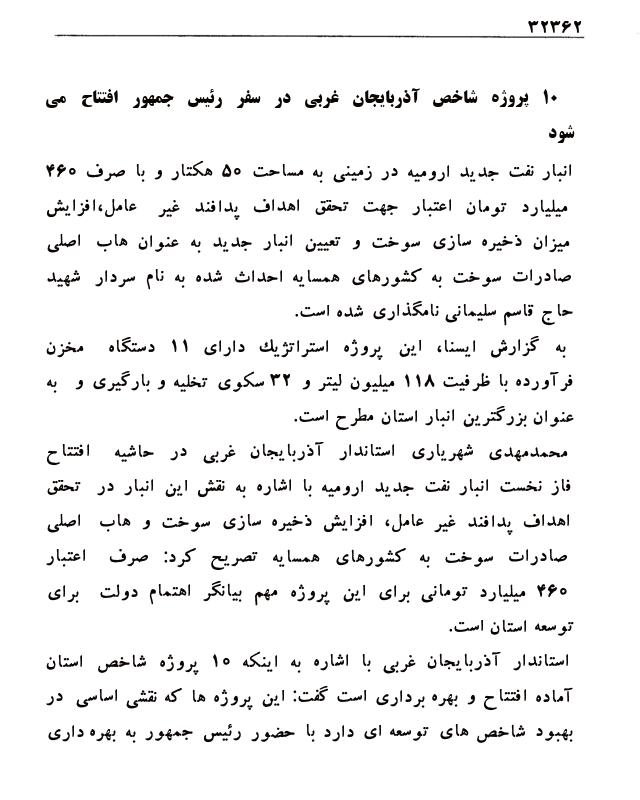 ۳۲۳۶۲
۱۰ پروژه شاخص آذربایجان غربی در سفر رئیس جمهور افتتاح می
شود
انبار نفت جدید ارومیه در زمینی به مساحت ۵۰ هکتار و با صرف ۴۶۰
میلیارد تومان اعتبار جهت تحقق اهداف پدافند غیر عامل،افزایش
میزان ذخیره سازی سوخت و تعیین انبار جدید به عنوان هاب اصلی
صادرات سوخت به کشورهای همسایه احداث شده به نام سردار شهید
حاج قاسم سلیمانی نامگذاری شده است.
به گزارش ایسنا، این پروژه استراتژیك دارای ۱۱ دستگاه مخزن
فرآورده با ظرفیت ۱۱۸ میلیون لیتر و ۳۲ سکوی تخلیه و بارگیری و به
عنوان بزرگترین انبار استان مطرح است.
محمدمهدی شهریاری استاندار آذربایجان غربی در حاشیه افتتاح
فاز نخست انبار نفت جدید ارومیه با اشاره به نقش این انبار در تحقق
اهداف پدافند غیر عامل، افزایش ذخیره سازی سوخت و هاب اصلی
صادرات سوخت به کشورهای همسایه تصریح کرد: صرف اعتبار
۴۶۰ میلیارد تومانی برای این پروژه مهم بیانگر اهتمام دولت برای
توسعه استان است.
استاندار آذربایجان غربی با اشاره به اینکه ۱۰ پروژه شاخص استان
آماده افتتاح و بهره برداری است گفت: این پروژه ها که نقشی اساسی در
بهبود شاخص های توسعه ای دارد با حضور رئیس جمهور به بهره داری